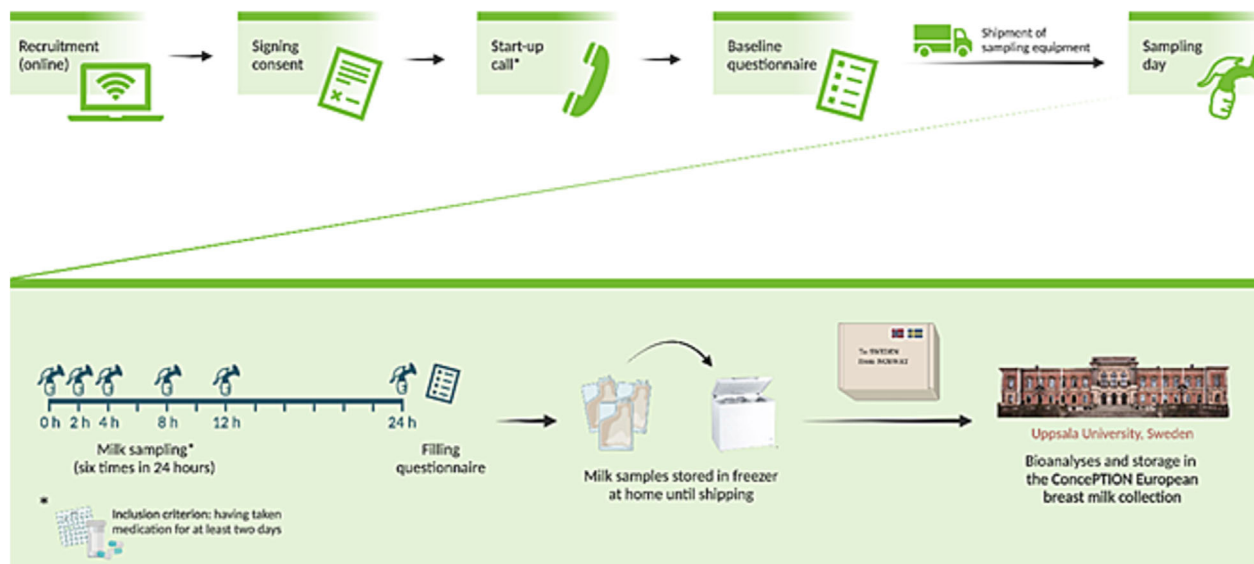 Recruitment
(online)
Signing
consent
Start-up
call*
Baseline
questionnaire
Shipment of
sampling equipment
Sampling
day
0 h 2 h 4 h 8 h 12 h 24 h
Milk sampling*
(six times in 24 hours)
Filling
questionnaire
*
Inclusion criterion: having taken
medication for at least two days
Milk samples stored in freezer
at home until shipping
To SWEDEN
from NORWAY
Uppsala University, Sweden
Bioanalyses and storage in
the ConcePTION European
breast milk collection